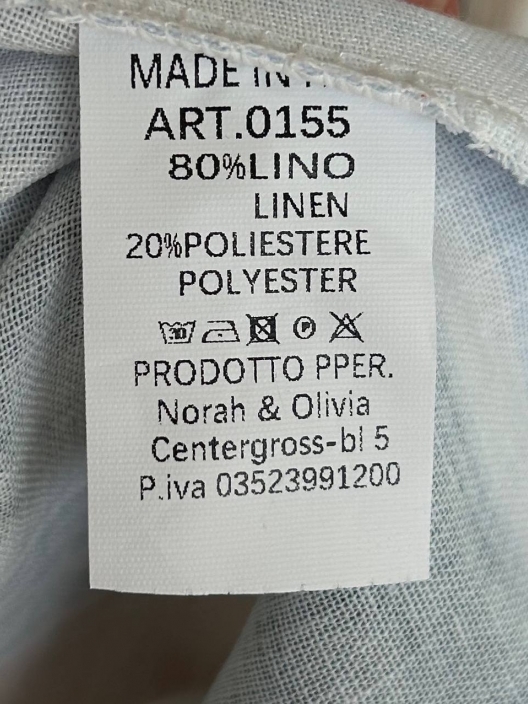 MADE IN
ART.0155
80%LINO
LINEN
20%POLIESTERE
POLYESTER
30 P
PRODOTTO PPER.
Norah & Olivia
Centergross-bl 5
P.iva 03523991200